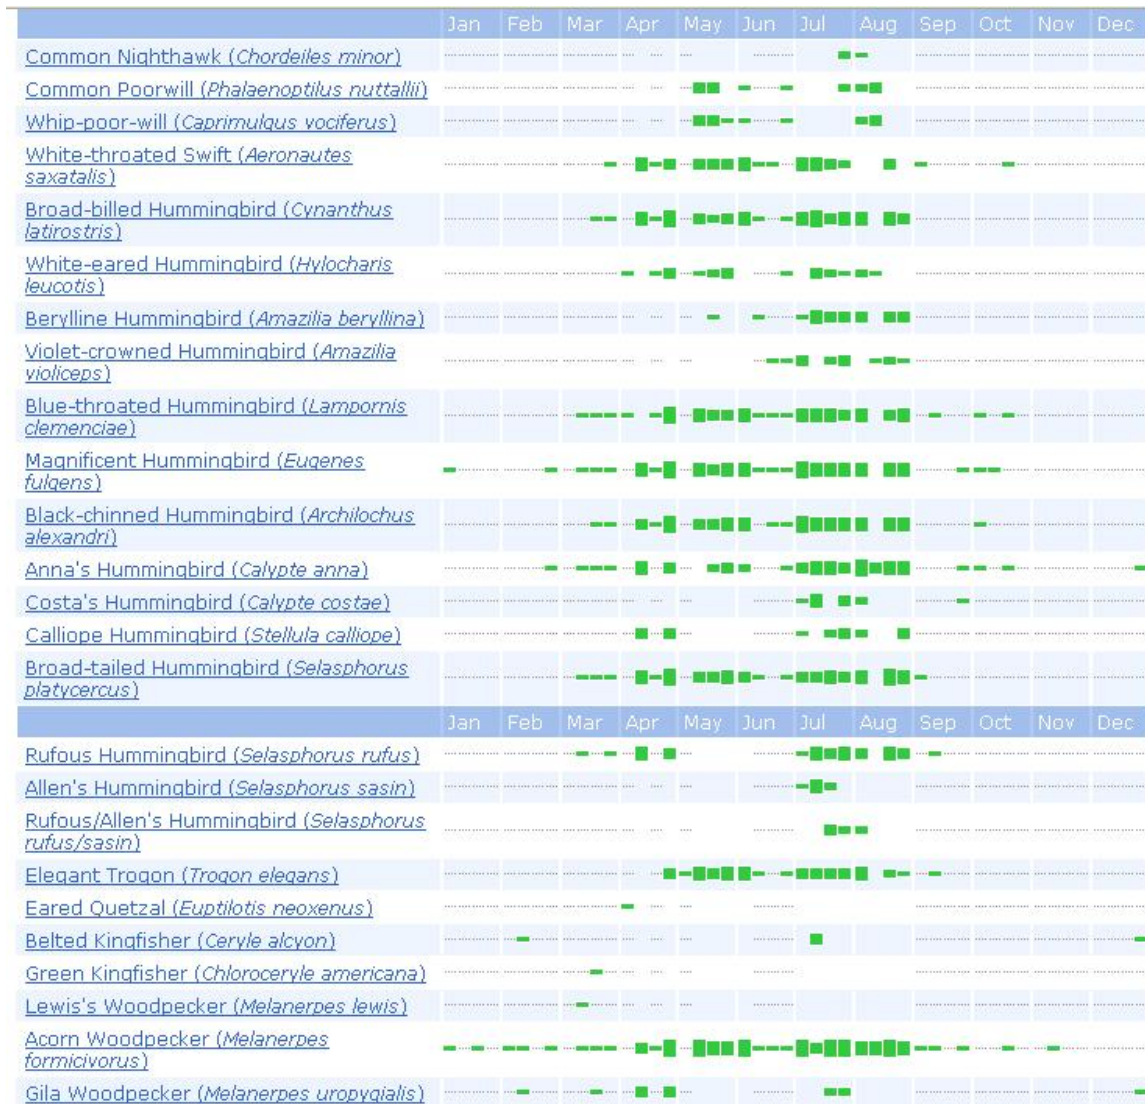 Jan Feb Mar Apr May Jun Jul Aug Sep Oct Nov Dec
Common Nighthawk (Chordeiles minor)
Common Poorwill (Phalaenoptilus nuttallii)
Whip-poor-will (Caprimulgus vociferus)
White-throated Swift (Aeronautes
saxatalis)
Broad-billed Hummingbird (Cynanthus
latirostris)
White-eared Hummingbird (Hylocharis
leucotis)
Berylline Hummingbird (Amazilia beryllina)
Violet-crowned Hummingbird (Amazilia
violiceps)
Blue-throated Hummingbird (Lampornis
clemenciae)
Magnificent Hummingbird (Eugenes
fulgens)
Black-chinned Hummingbird (Archilochus
alexandri)
Anna's Hummingbird (Calypte anna)
Costa's Hummingbird (Calypte costae)
Calliope Hummingbird (Stellula calliope)
Broad-tailed Hummingbird (Selasphorus
platycercus)
Jan Feb Mar Apr May Jun Jul Aug Sep Oct Nov Dec
Rufous Hummingbird (Selasphorus rufus)
Allen's Hummingbird (Selasphorus sasin)
Rufous/Allen's Hummingbird (Selasphorus
rufus/sasin)
Elegant Trogon (Trogon elegans)
Eared Quetzal (Euptilotis neoxenus)
Belted Kingfisher (Ceryle alcyon)
Green Kingfisher (Chloroceryle americana)
Lewis's Woodpecker (Melanerpes lewis)
Acorn Woodpecker (Melanerpes
formicivorus)
Gila Woodpecker (Melanerpes uropygialis)